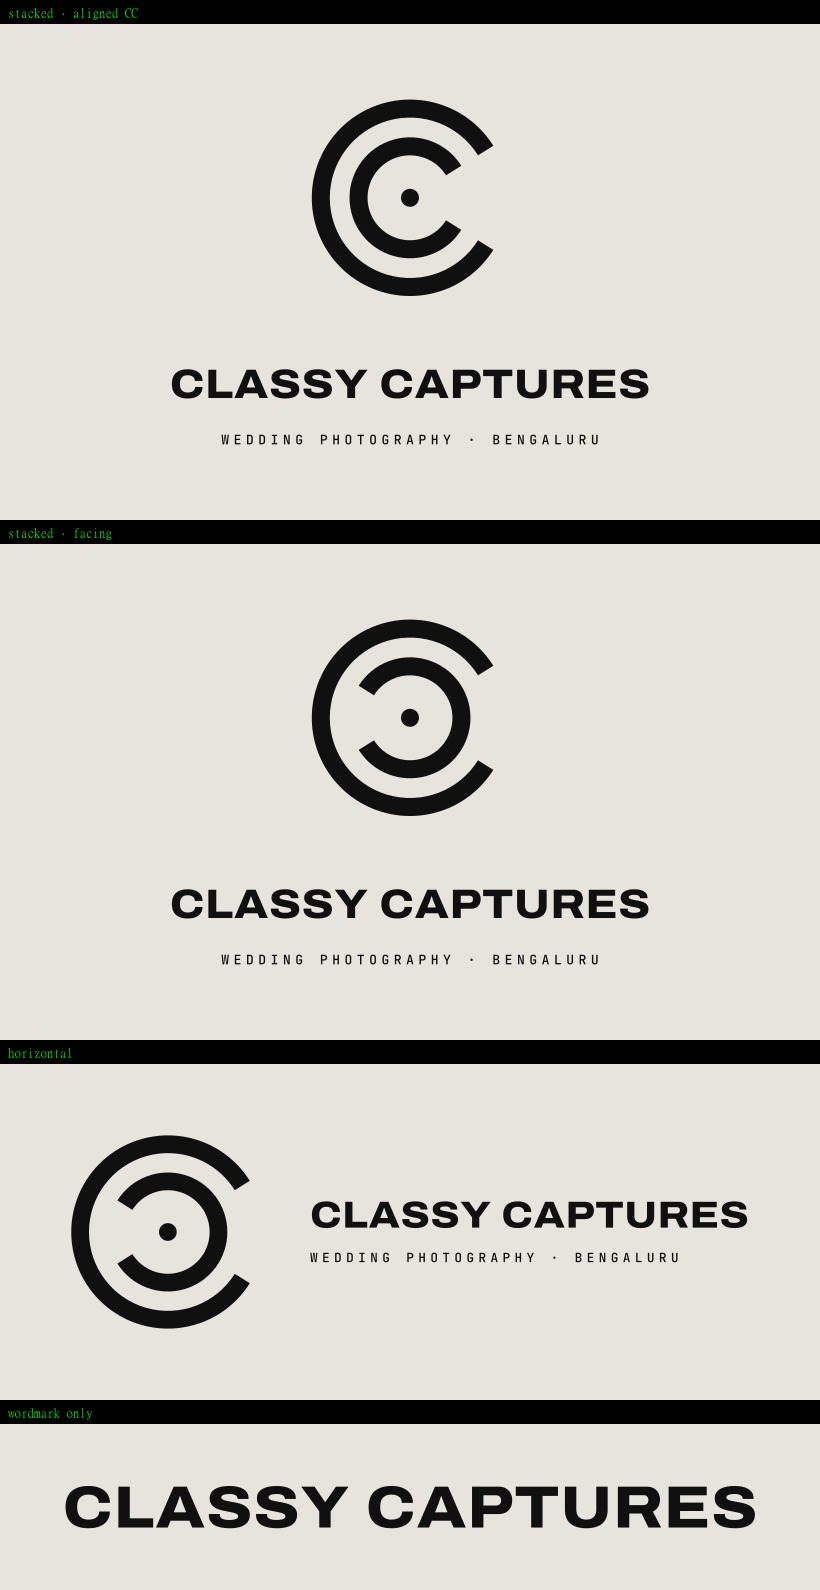 stacked · aligned CC
CLASSY CAPTURES
WEDDING PHOTOGRAPHY · BENGALURU
stacked · facing
CLASSY CAPTURES
WEDDING PHOTOGRAPHY · BENGALURU
horizontal
CLASSY CAPTURES
WEDDING PHOTOGRAPHY · BENGALURU
wordmark only
CLASSY CAPTURES